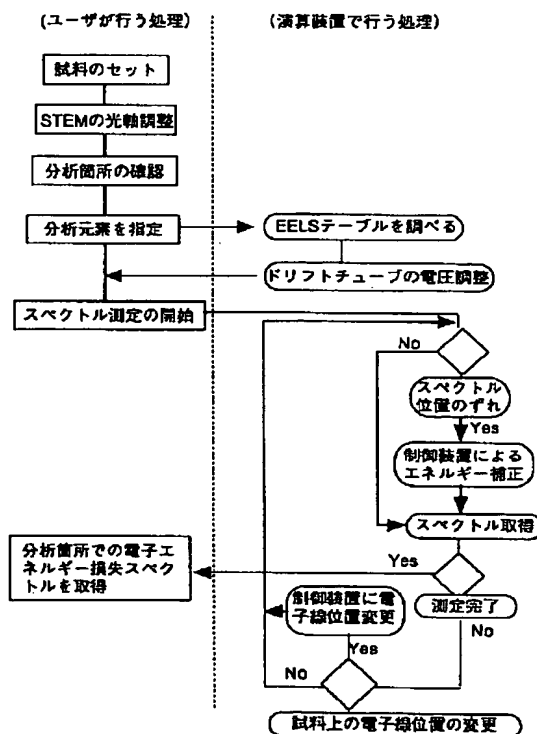 (ユーザが行う処理)
(演算装置で行う処理)
試料のセット
STEMの光軸調整
分析箇所の確認
分析元素を指定
EELSテーブルを調べる
ドリフトチューブの電圧調整
スペクトル測定の開始
No
スペクトル
位置のずれ
Yes
制御装置による
エネルギー補正
スペクトル取得
Yes
分析箇所での電子エ
ネルギー損失スペク
トルを取得
測定完了
No
制御装置に電
子線位置変更
Yes
No
試料上の電子線位置の変更